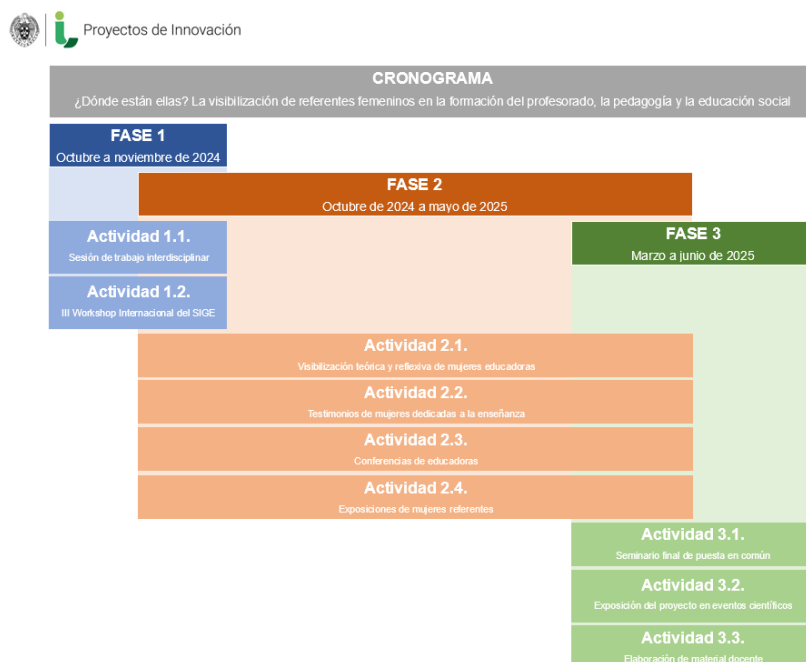 Proyectos de Innovación
CRONOGRAMA
¿Dónde están ellas? La visibilización de referentes femeninos en la formación del profesorado, la pedagogía y la educación social
FASE 1
Octubre a noviembre de 2024
FASE 2
Octubre de 2024 a mayo de 2025
FASE 3
Marzo a junio de 2025
Actividad 1.1.
Sesión de trabajo interdisciplinar
Actividad 1.2.
III Workshop Internacional del SIGE
Actividad 2.1.
Visibilización teórica y reflexiva de mujeres educadoras
Actividad 2.2.
Testimonios de mujeres dedicadas a la enseñanza
Actividad 2.3.
Conferencias de educadoras
Actividad 2.4.
Exposiciones de mujeres referentes
Actividad 3.1.
Seminario final de puesta en común
Actividad 3.2.
Exposición del proyecto en eventos científicos
Actividad 3.3.
Elaboración de material docente